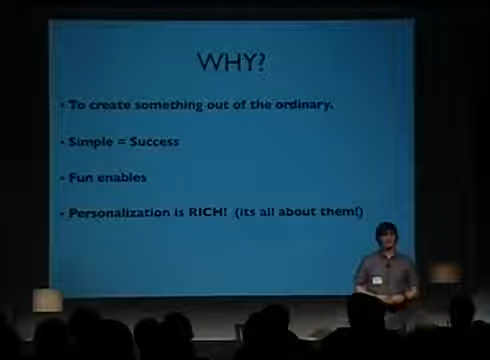 WHY?
• To create something out of the ordinary.
• Simple = Success
• Fun enables
• Personalization is RICH! (its all about them!)